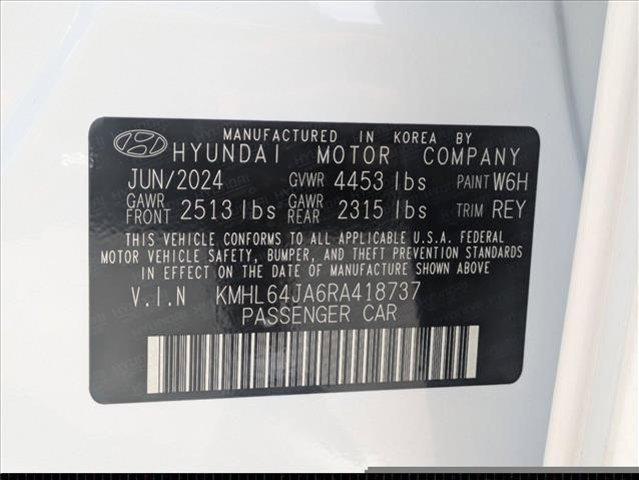 MANUFACTURED IN KOREA BY
HYUNDAI MOTOR COMPANY
JUN/2024 GVWR 4453 lbs PAINT W6H
GAWR FRONT 2513 lbs GAWR REAR 2315 lbs TRIM REY
THIS VEHICLE CONFORMS TO ALL APPLICABLE U.S.A. FEDERAL
MOTOR VEHICLE SAFETY, BUMPER, AND THEFT PREVENTION STANDARDS
IN EFFECT ON THE DATE OF MANUFACTURE SHOWN ABOVE.
V.I.N KMHL64JA6RA418737
PASSENGER CAR